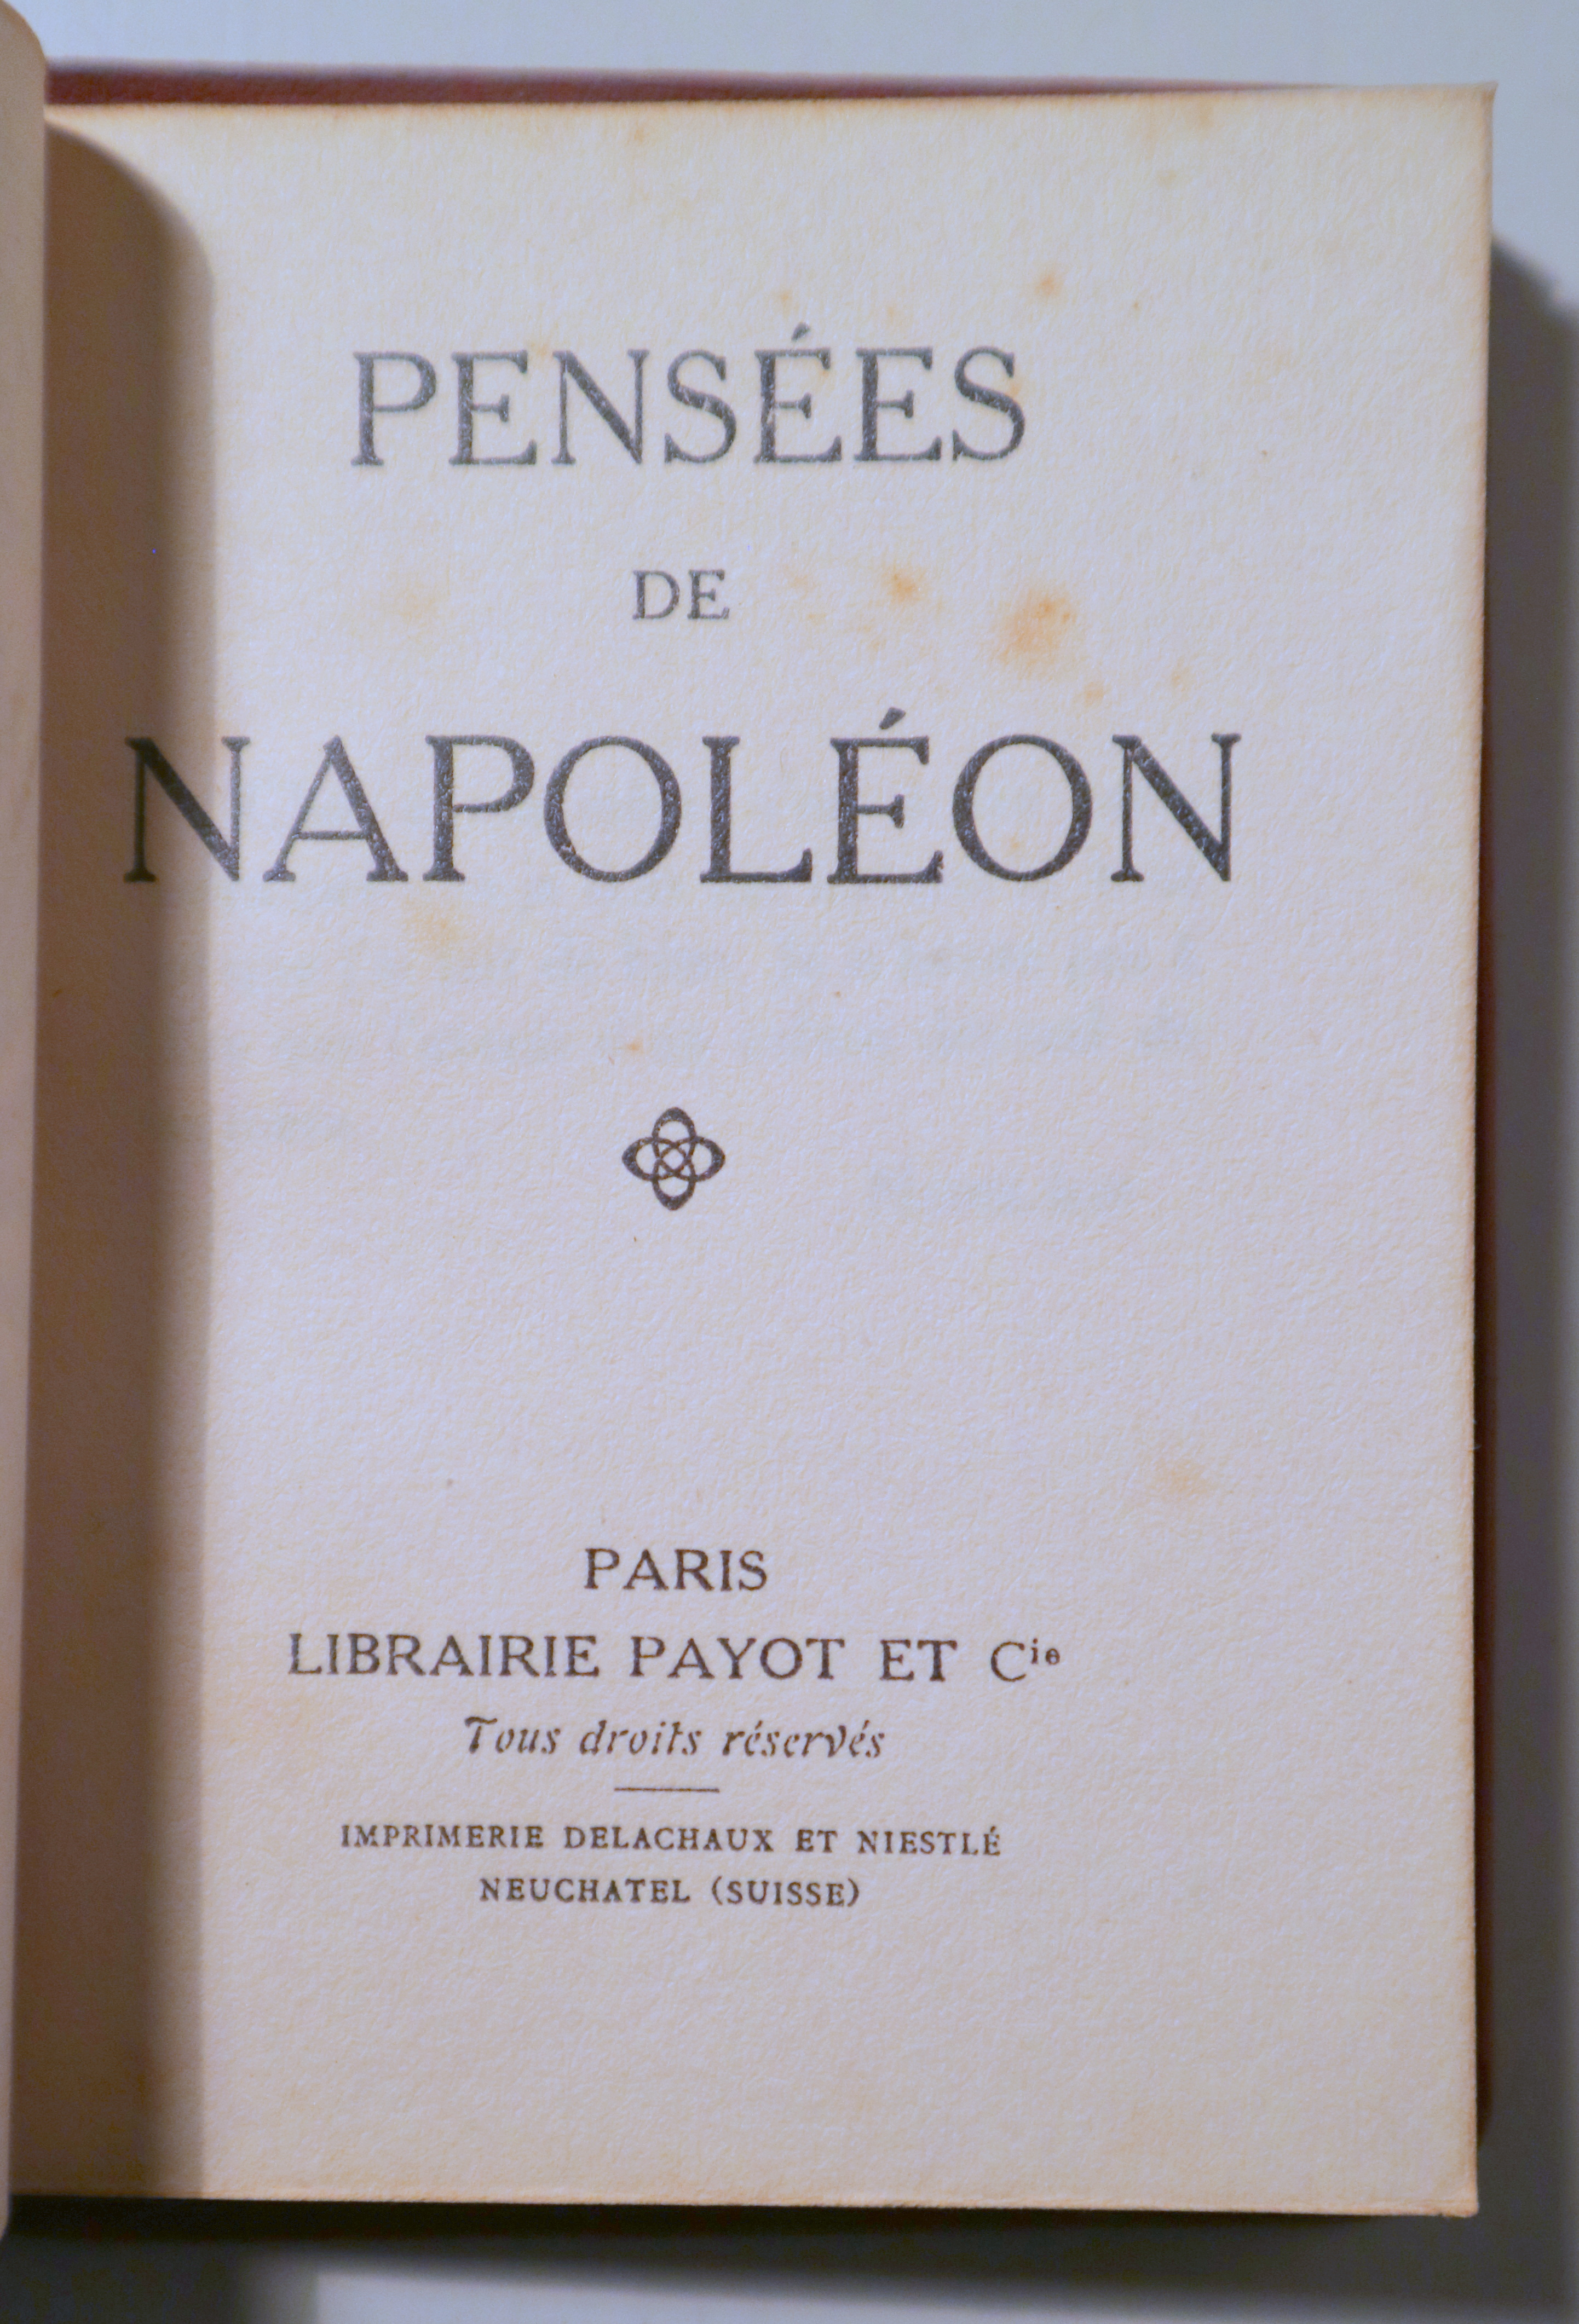 PENSÉES
DE
NAPOLÉON
PARIS
LIBRAIRIE PAYOT ET Cie
Tous droits réservés
IMPRIMERIE DELACHAUX ET NIESTLÉ
NEUCHATEL (SUISSE)